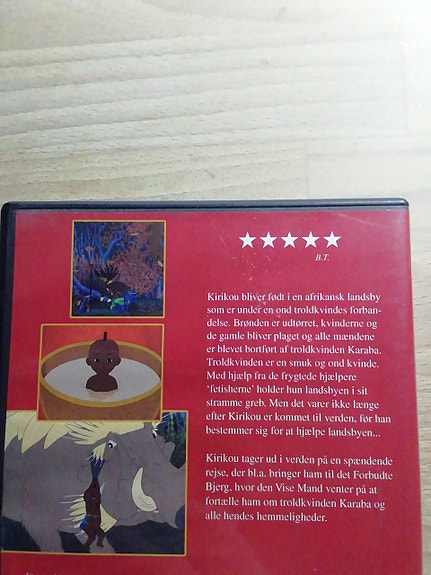 B.T.
Kirikou bliver født i en afrikansk landsby
som er under en ond troldkvindes forban-
delse. Brønden er udtørret, kvinderne og
de gamle bliver plaget og alle mændene
er blevet bortført af troldkvinden Karaba.
Troldkvinden er en smuk og ond kvinde.
Med hjælp fra de frygtede hjælpere
'fetisherne' holder hun landsbyen i sit
stramme greb. Men det varer ikke længe
efter Kirikou er kommet til verden, før han
bestemmer sig for at hjælpe landsbyen...
Kirikou tager ud i verden på en spændende
rejse, der bl.a. bringer ham til det Forbudte
Bjerg, hvor den Vise Mand venter på at
fortælle ham om troldkvinden Karaba og
alle hendes hemmeligheder.